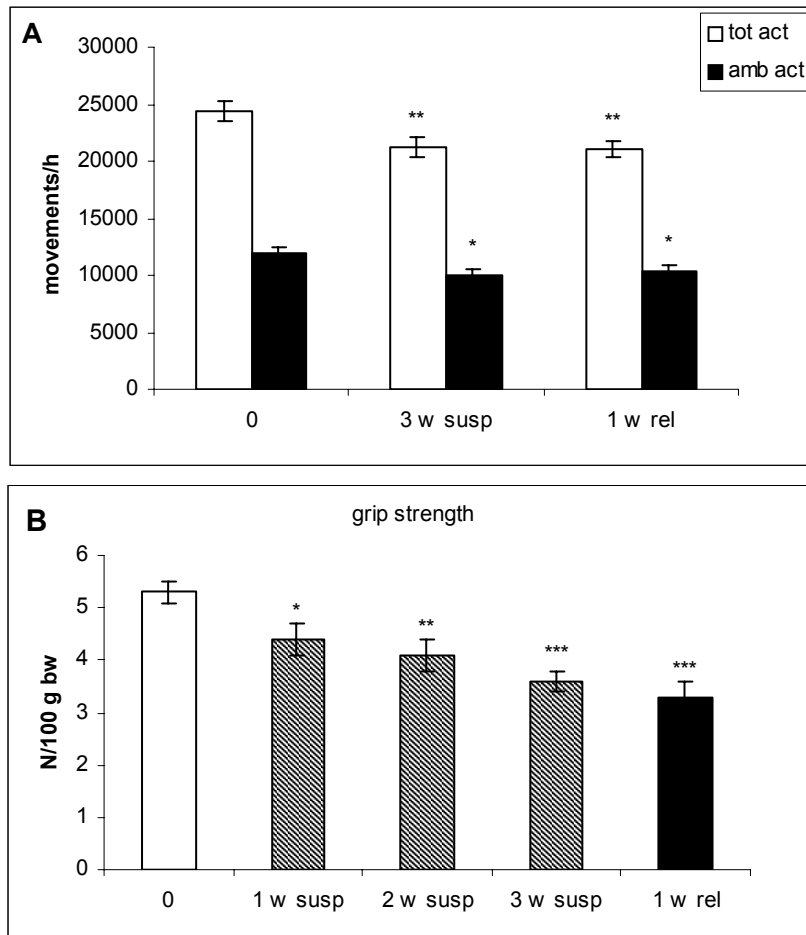 A
tot act
amb act
30000
25000
20000
15000
10000
5000
0
movements/h
** **
* *
0 3 w susp 1 w rel
B
grip strength
6
5
4
3
2
1
0
N/100 g bw
* ** *** ***
0 1 w susp 2 w susp 3 w susp 1 w rel